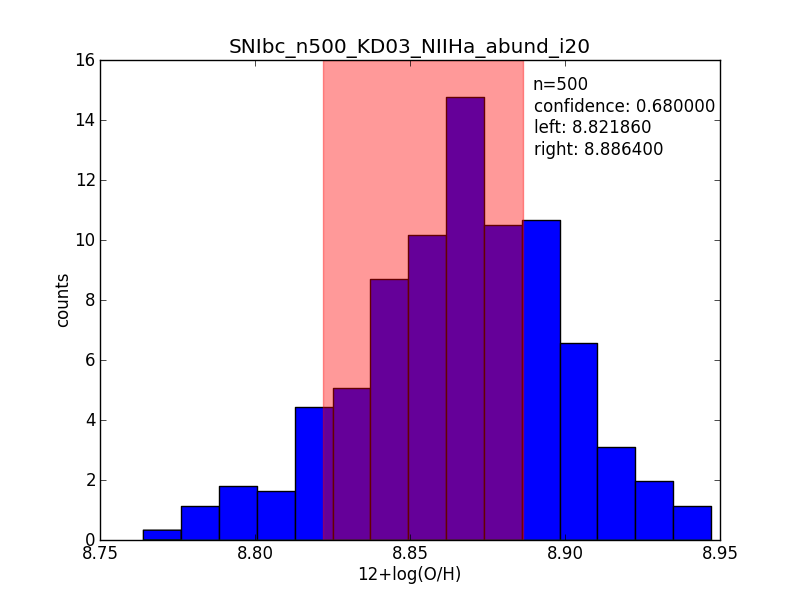 SNIbc_n500_KD03_NIIHa_abund_i20
16
14
12
10
8
6
4
2
0
counts
n=500
confidence: 0.680000
left: 8.821860
right: 8.886400
8.75 8.80 8.85 8.90 8.95
12+log(O/H)